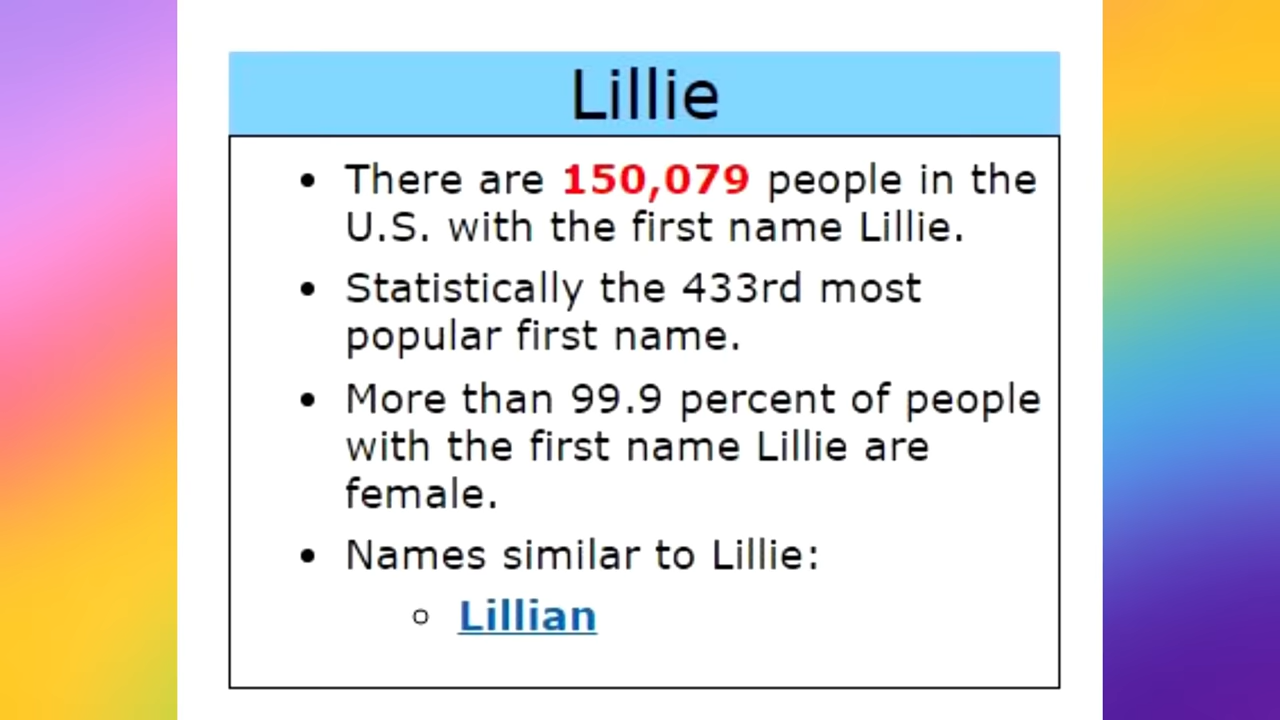 Lillie
There are 150,079 people in the
U.S. with the first name Lillie.
Statistically the 433rd most
popular first name.
More than 99.9 percent of people
with the first name Lillie are
female.
Names similar to Lillie:
Lillian